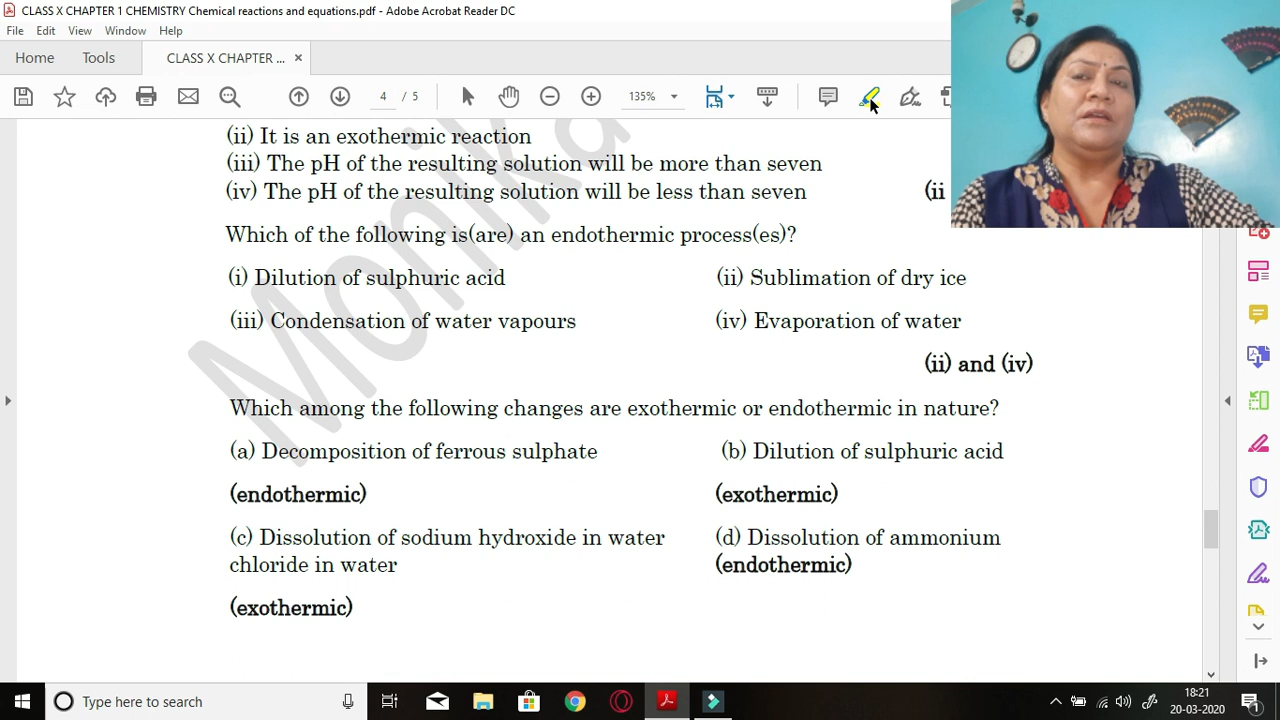 CLASS X CHAPTER 1 CHEMISTRY Chemical reactions and equations.pdf - Adobe Acrobat Reader DC
File Edit View Window Help
Home Tools CLASS X CHAPTER ... ×
4 / 5 135%
(ii) It is an exothermic reaction
(iii) The pH of the resulting solution will be more than seven
(iv) The pH of the resulting solution will be less than seven (ii
Which of the following is(are) an endothermic process(es)?
(i) Dilution of sulphuric acid (ii) Sublimation of dry ice
(iii) Condensation of water vapours (iv) Evaporation of water
(ii) and (iv)
Which among the following changes are exothermic or endothermic in nature?
(a) Decomposition of ferrous sulphate (b) Dilution of sulphuric acid
(endothermic) (exothermic)
(c) Dissolution of sodium hydroxide in water (d) Dissolution of ammonium
chloride in water (endothermic)
(exothermic)
Monika
Type here to search 18:21
20-03-2020 1